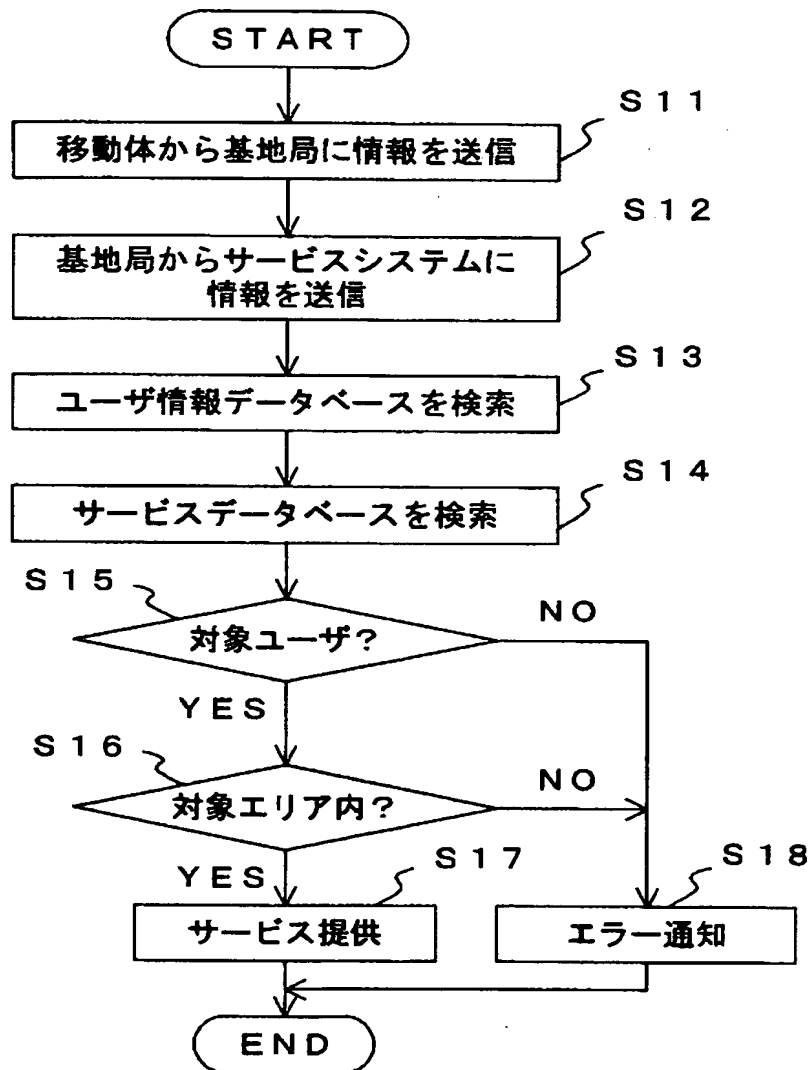 ＳＴＡＲＴ
Ｓ１１
移動体から基地局に情報を送信
Ｓ１２
基地局からサービスシステムに
情報を送信
Ｓ１３
ユーザ情報データベースを検索
Ｓ１４
サービスデータベースを検索
Ｓ１５
対象ユーザ？
ＮＯ
ＹＥＳ
Ｓ１６
対象エリア内？
ＮＯ
ＹＥＳ
Ｓ１７
Ｓ１８
サービス提供
エラー通知
ＥＮＤ